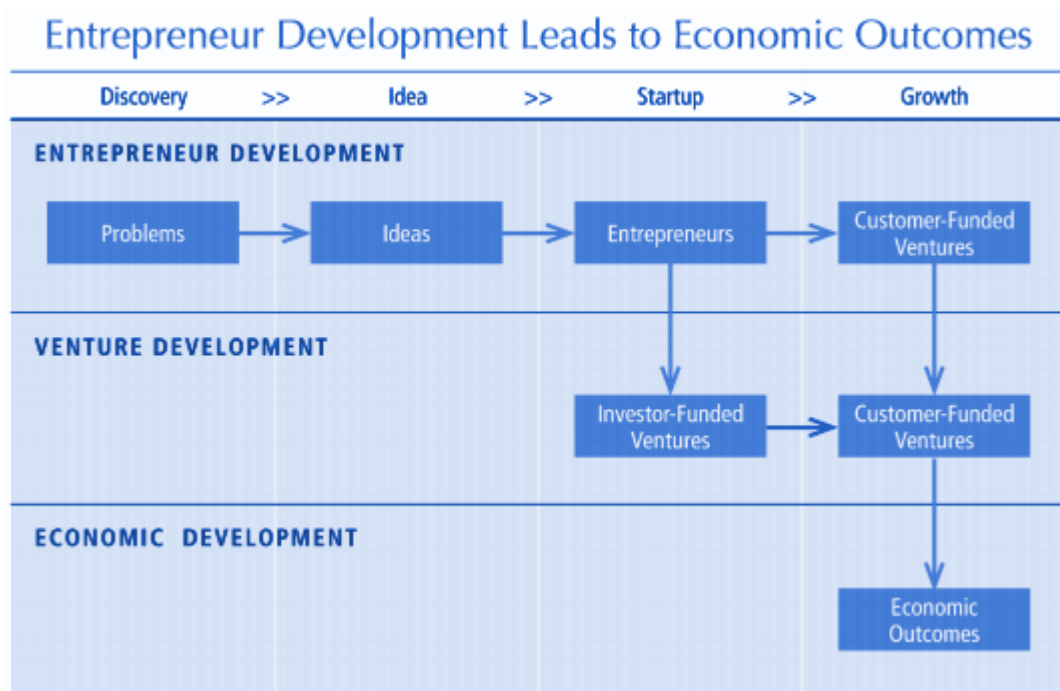 Entrepreneur Development Leads to Economic Outcomes
Discovery >> Idea >> Startup >> Growth
ENTREPRENEUR DEVELOPMENT
Problems
Ideas
Entrepreneurs
Customer-Funded
Ventures
VENTURE DEVELOPMENT
Investor-Funded
Ventures
Customer-Funded
Ventures
ECONOMIC DEVELOPMENT
Economic
Outcomes